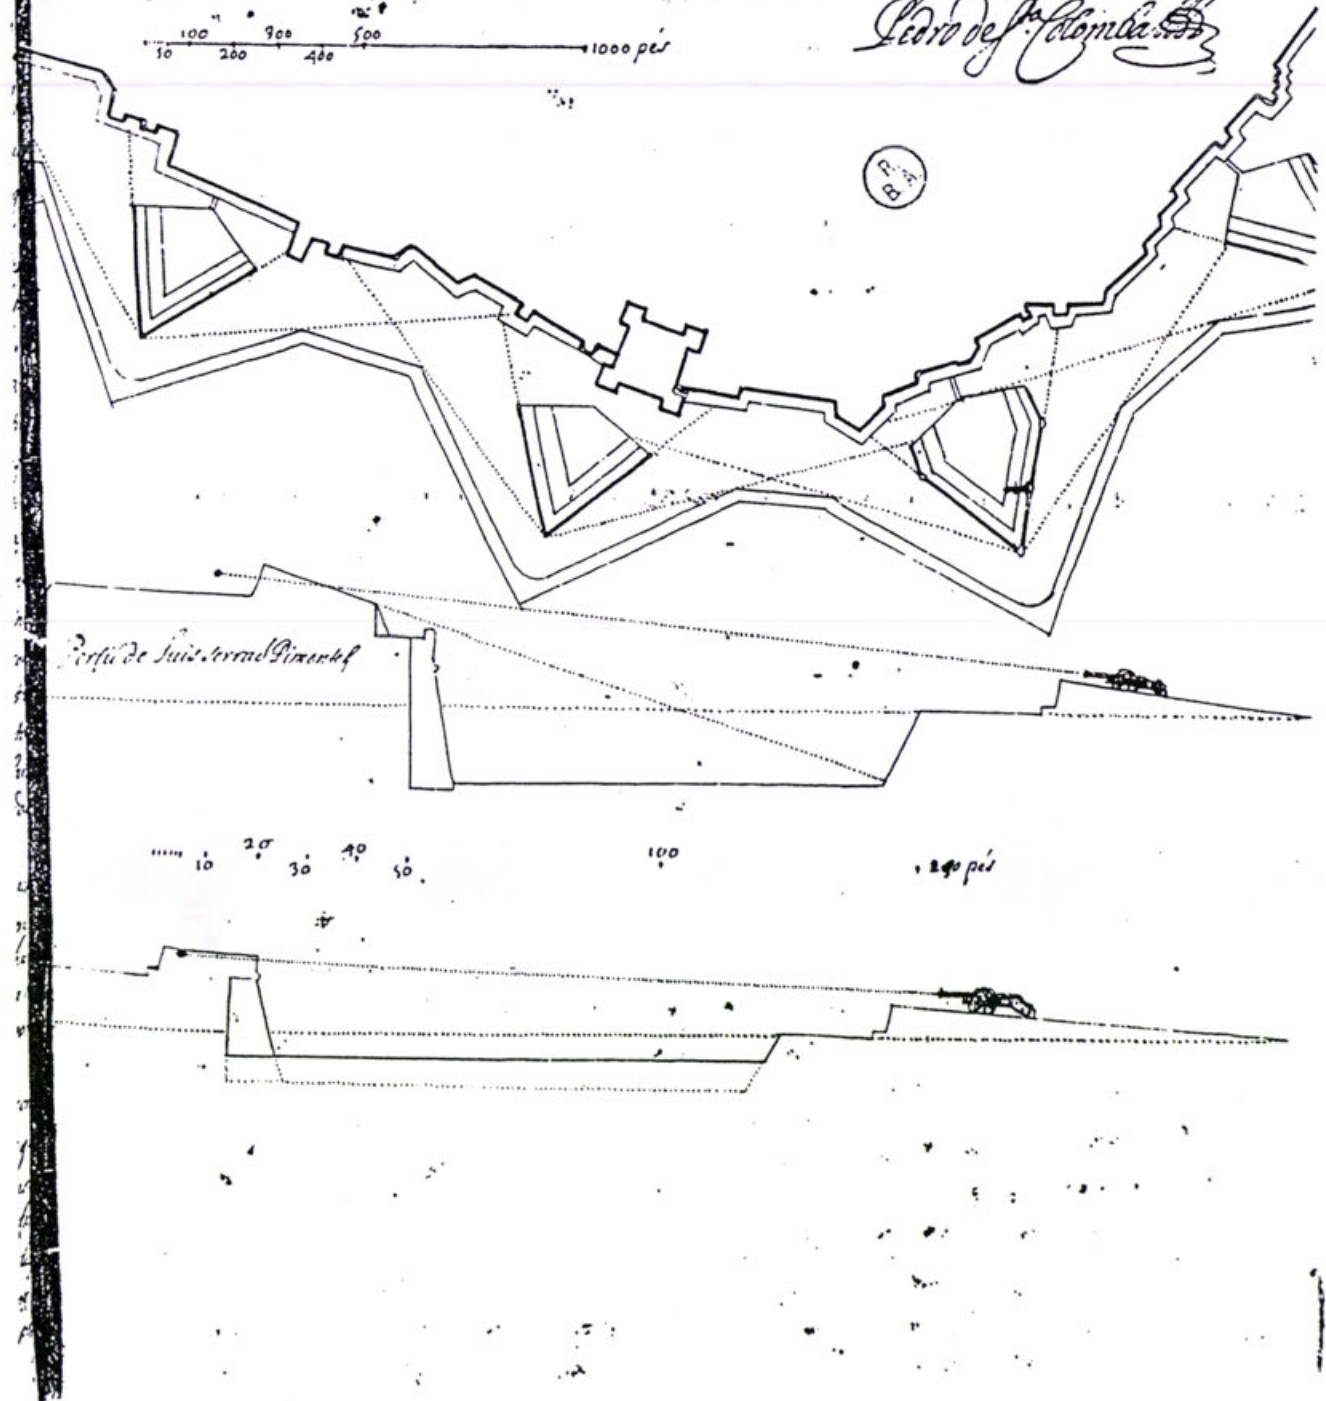 Pedro de Sta. Colomba
100 300 500 1000 pés
50 200 400
B R A
Perfil de Luis Serrão Pimentel
20 40 100 200 pés
10 30 50